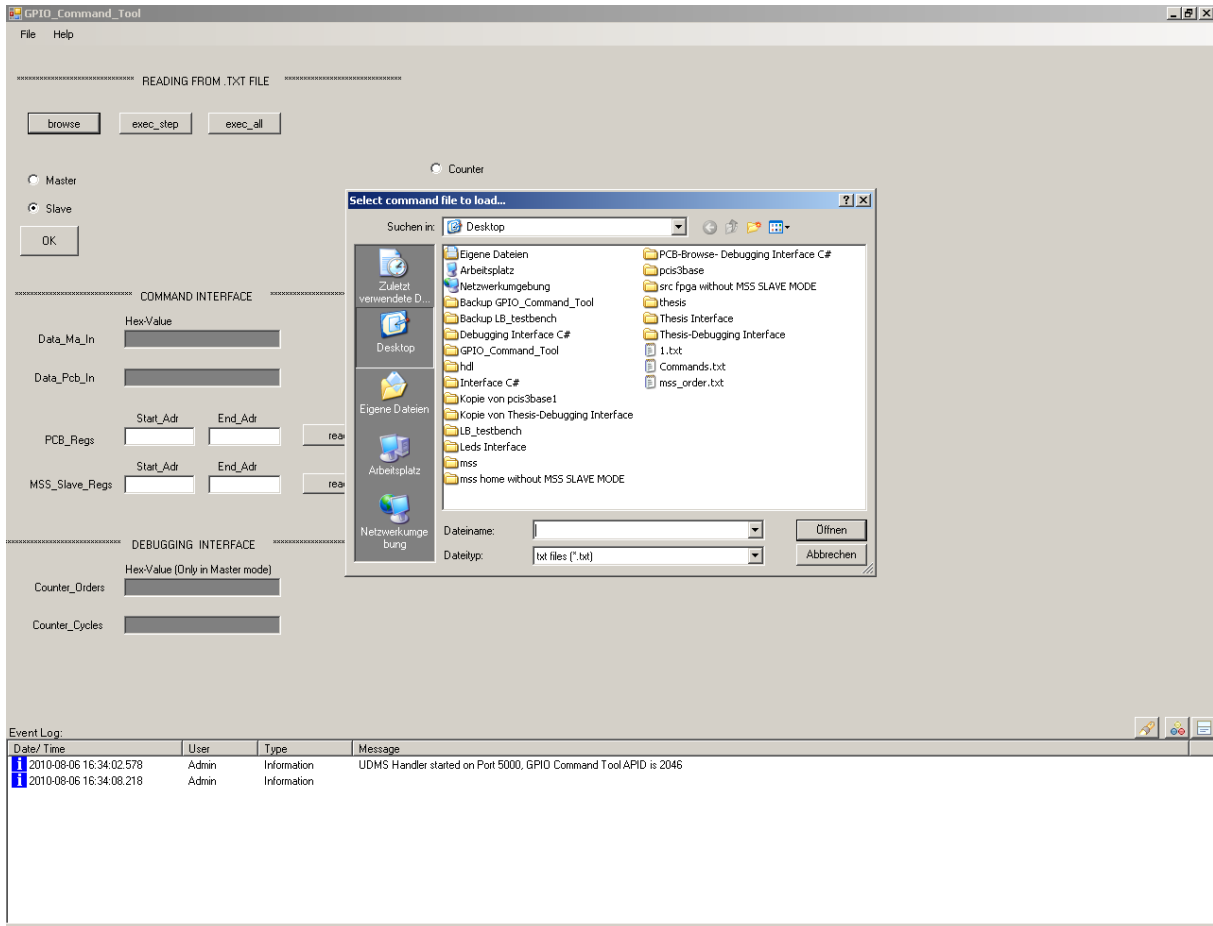 GPIO_Command_Tool
File Help
****************************** READING FROM .TXT FILE ******************************
browse exec_step exec_all
Counter
Master
Slave
OK
Select command file to load...
Suchen in: Desktop
Zuletzt verwendete D...
Desktop
Eigene Dateien
Arbeitsplatz
Netzwerkumge
bung
Eigene Dateien
Arbeitsplatz
Netzwerkumgebung
Backup GPIO_Command_Tool
Backup LB_testbench
Debugging Interface C#
GPIO_Command_Tool
hdl
Interface C#
Kopie von pcis3base1
Kopie von Thesis-Debugging Interface
LB_testbench
Leds Interface
mss
mss home without MSS SLAVE MODE
PCB-Browse- Debugging Interface C#
pcis3base
src fpga without MSS SLAVE MODE
thesis
Thesis Interface
Thesis-Debugging Interface
1.txt
Commands.txt
mss_order.txt
Dateiname: Öffnen
Dateityp: txt files (*.txt) Abbrechen
****************************** COMMAND INTERFACE *******************
Hex-Value
Data_Ma_In
Data_Pcb_In
Start_Adr End_Adr
PCB_Regs rea
Start_Adr End_Adr
MSS_Slave_Regs rea
****************************** DEBUGGING INTERFACE *******************
Hex-Value (Only in Master mode)
Counter_Orders
Counter_Cycles
Event Log:
Date/ Time User Type Message
2010-08-06 16:34:02.578 Admin Information UDMS Handler started on Port 5000, GPIO Command Tool APID is 2046
2010-08-06 16:34:08.218 Admin Information